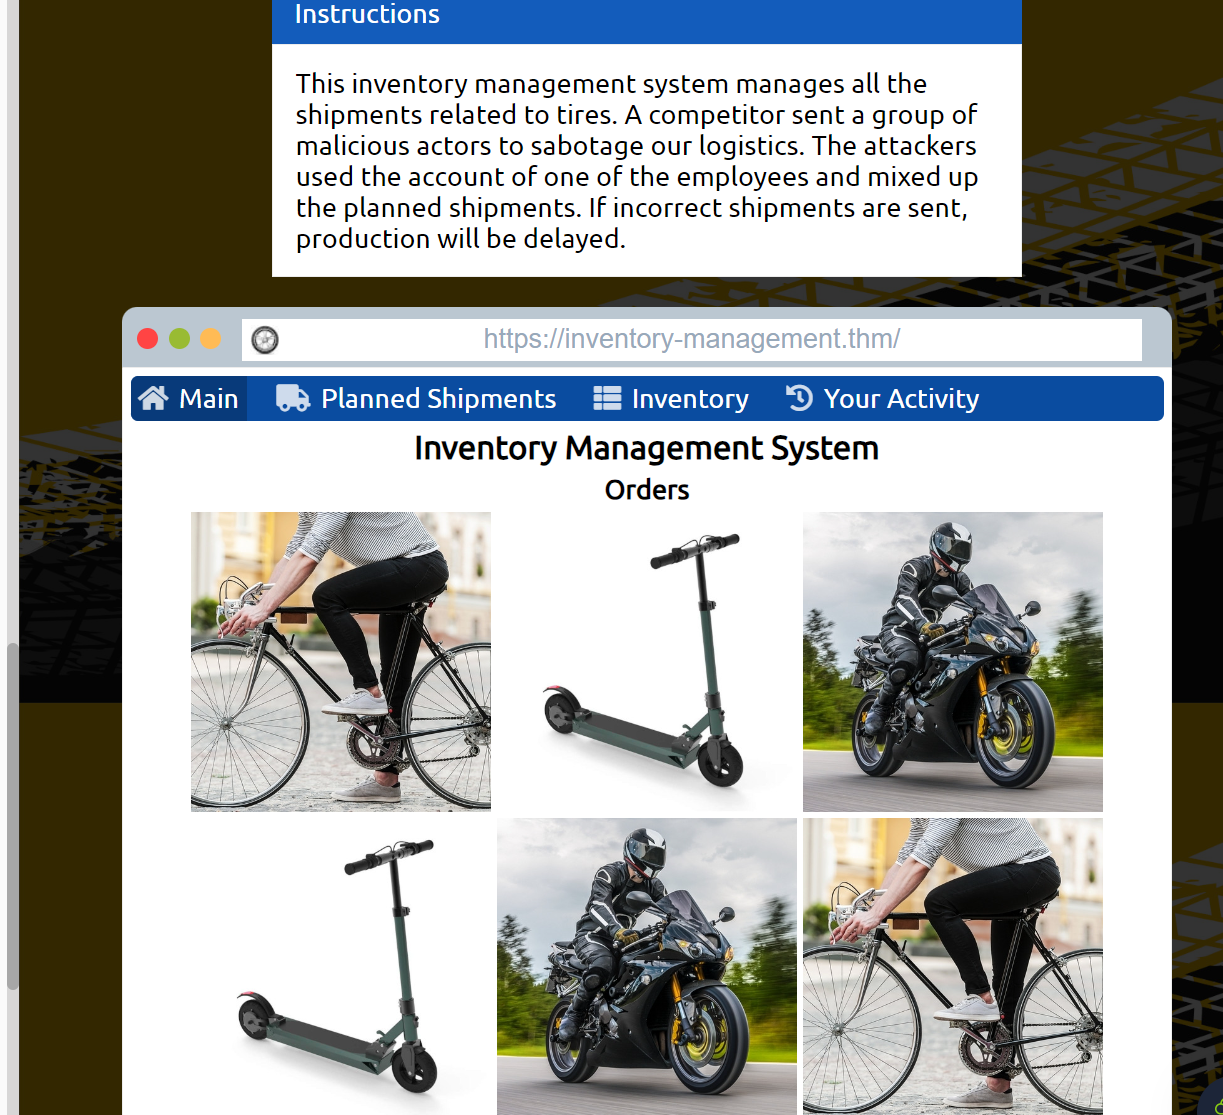 Instructions
This inventory management system manages all the
shipments related to tires. A competitor sent a group of
malicious actors to sabotage our logistics. The attackers
used the account of one of the employees and mixed up
the planned shipments. If incorrect shipments are sent,
production will be delayed.
https://inventory-management.thm/
Main Planned Shipments Inventory Your Activity
Inventory Management System
Orders